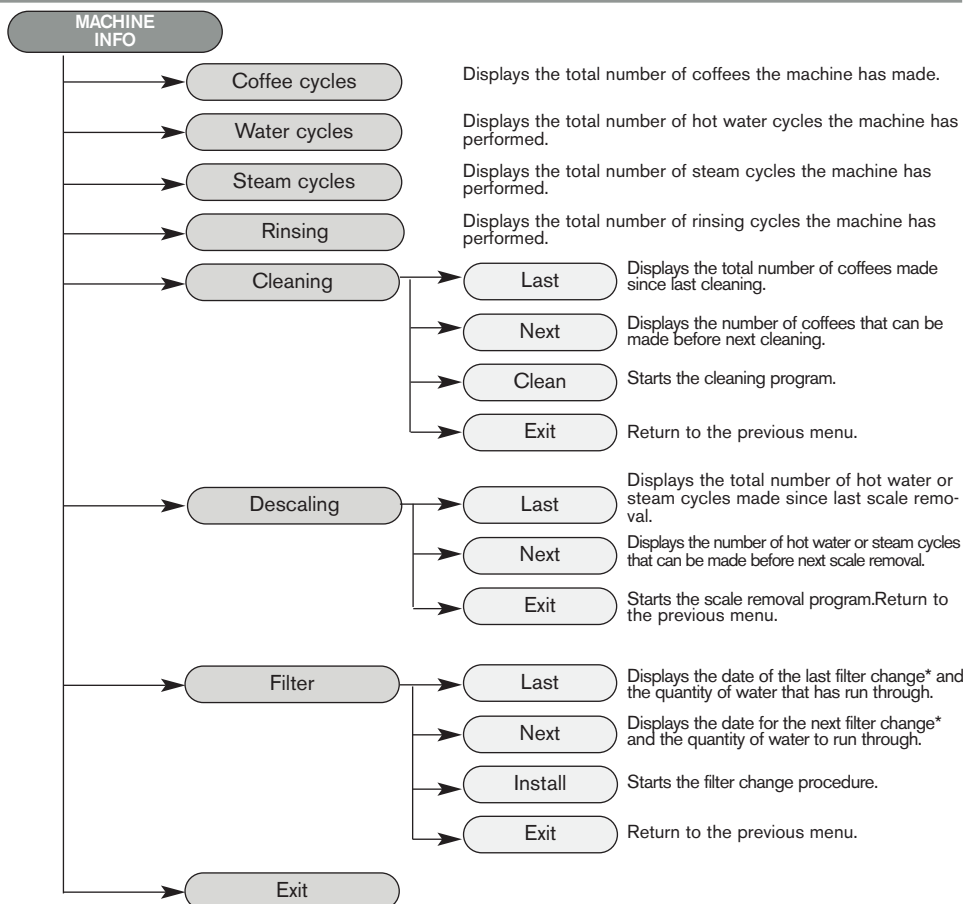 MACHINE
INFO
Coffee cycles
Displays the total number of coffees the machine has made.
Water cycles
Displays the total number of hot water cycles the machine has
performed.
Steam cycles
Displays the total number of steam cycles the machine has
performed.
Rinsing
Displays the total number of rinsing cycles the machine has
performed.
Cleaning
Last
Displays the total number of coffees made
since last cleaning.
Next
Displays the number of coffees that can be
made before next cleaning.
Clean
Starts the cleaning program.
Exit
Return to the previous menu.
Descaling
Last
Displays the total number of hot water or
steam cycles made since last scale remo-
val.
Next
Displays the number of hot water or steam cycles
that can be made before next scale removal.
Exit
Starts the scale removal program.Return to
the previous menu.
Filter
Last
Displays the date of the last filter change* and
the quantity of water that has run through.
Next
Displays the date for the next filter change*
and the quantity of water to run through.
Install
Starts the filter change procedure.
Exit
Return to the previous menu.
Exit